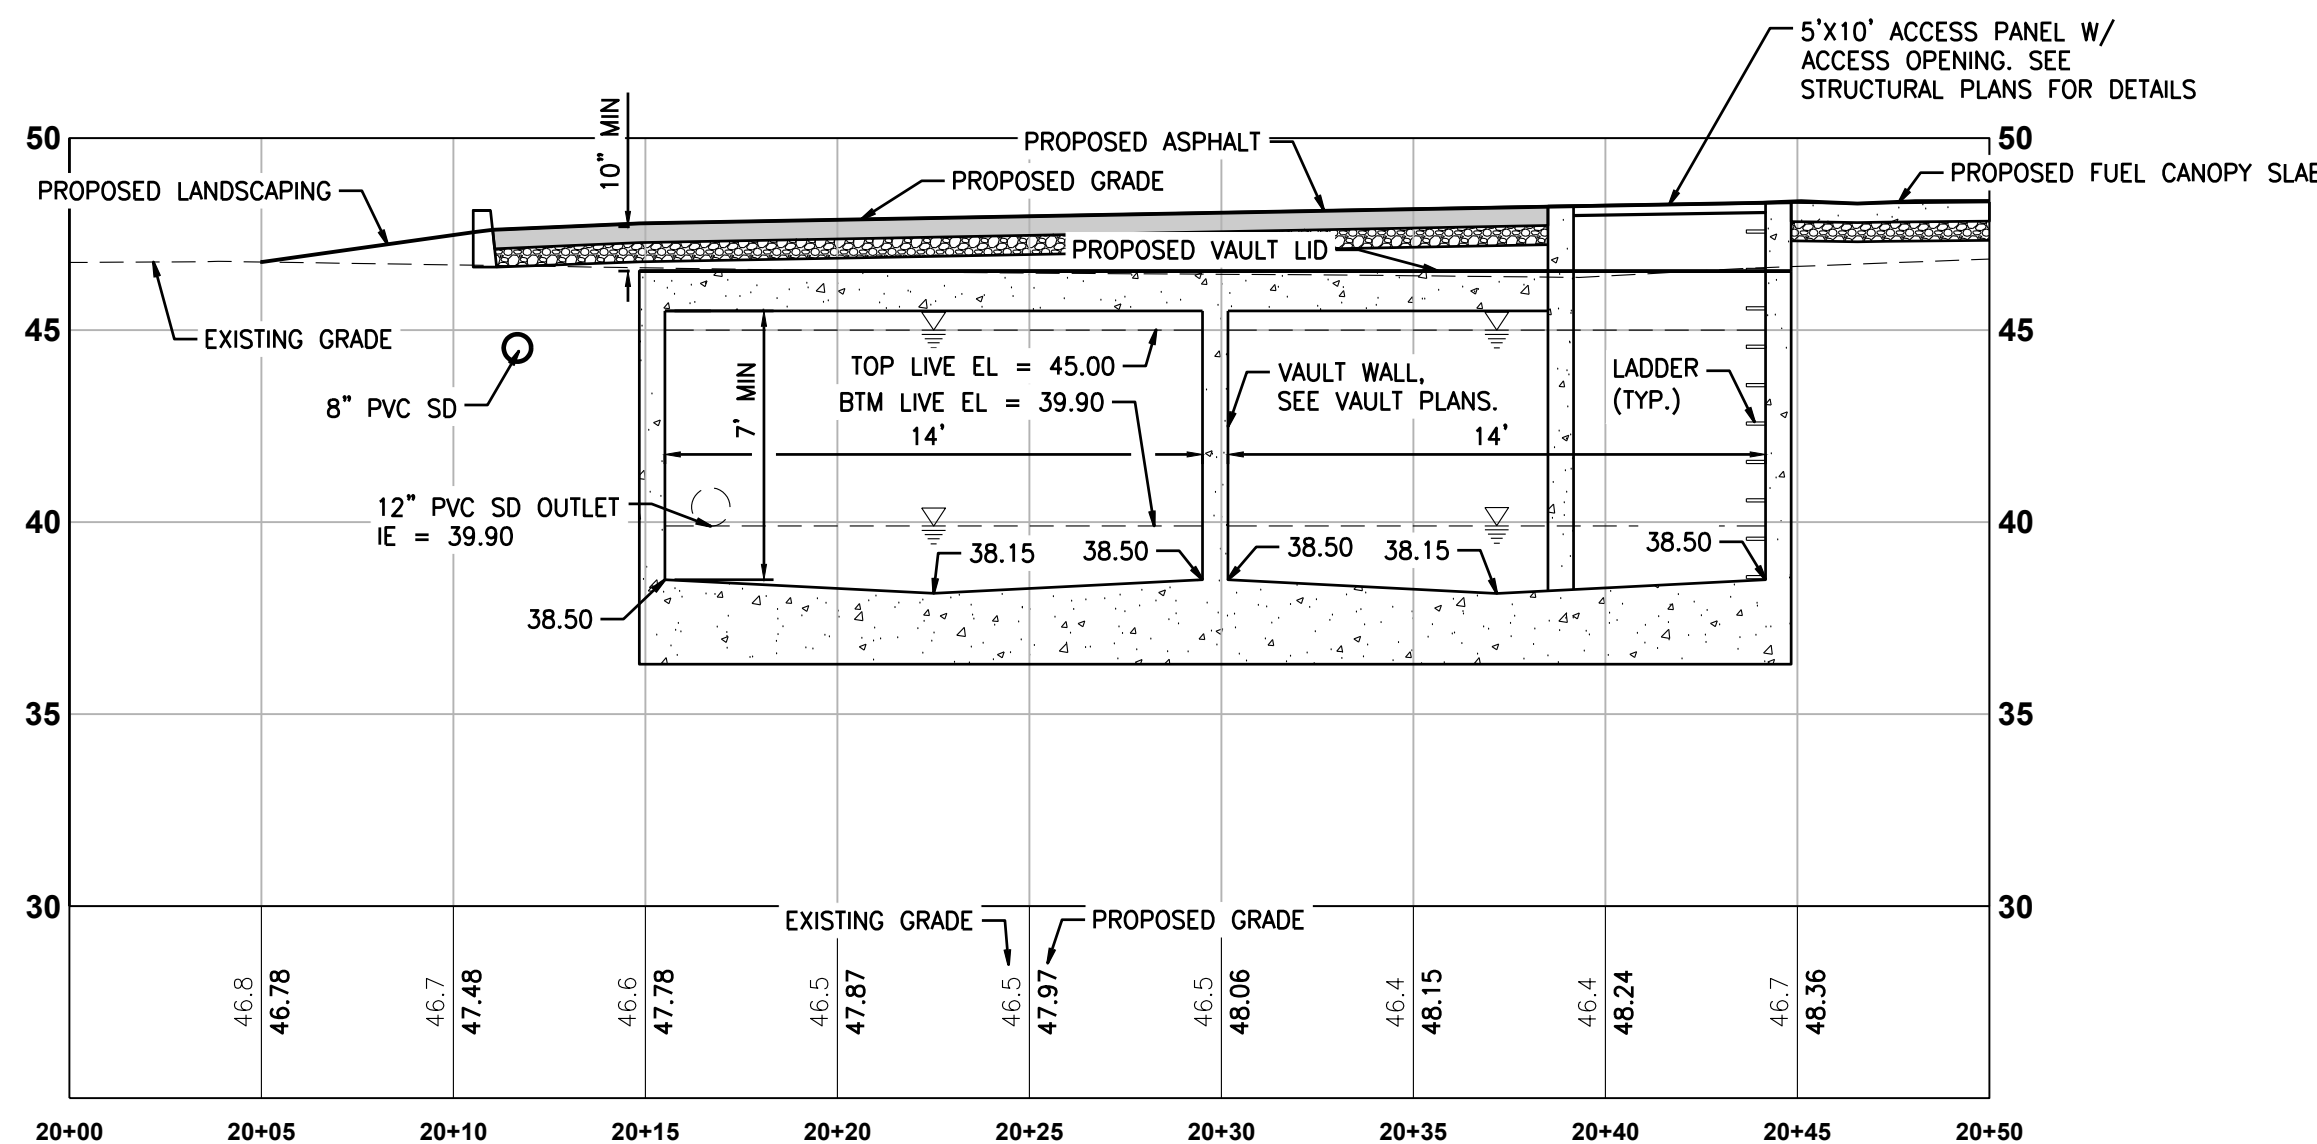 5'X10' ACCESS PANEL W/
ACCESS OPENING. SEE
STRUCTURAL PLANS FOR DETAILS
10" MIN
50
50
PROPOSED ASPHALT
PROPOSED FUEL CANOPY SLAB
PROPOSED LANDSCAPING
PROPOSED GRADE
PROPOSED VAULT LID
EXISTING GRADE
45
45
TOP LIVE EL = 45.00
BTM LIVE EL = 39.90
VAULT WALL,
SEE VAULT PLANS.
LADDER
(TYP.)
8" PVC SD
7' MIN
14'
14'
12" PVC SD OUTLET
IE = 39.90
40
40
38.15
38.50
38.50
38.15
38.50
38.50
35
35
30
30
EXISTING GRADE
PROPOSED GRADE
46.8
46.78
46.7
47.48
46.6
47.78
46.5
47.87
46.5
47.97
46.5
48.06
46.4
48.15
46.4
48.24
46.7
48.36
20+00
20+05
20+10
20+15
20+20
20+25
20+30
20+35
20+40
20+45
20+50